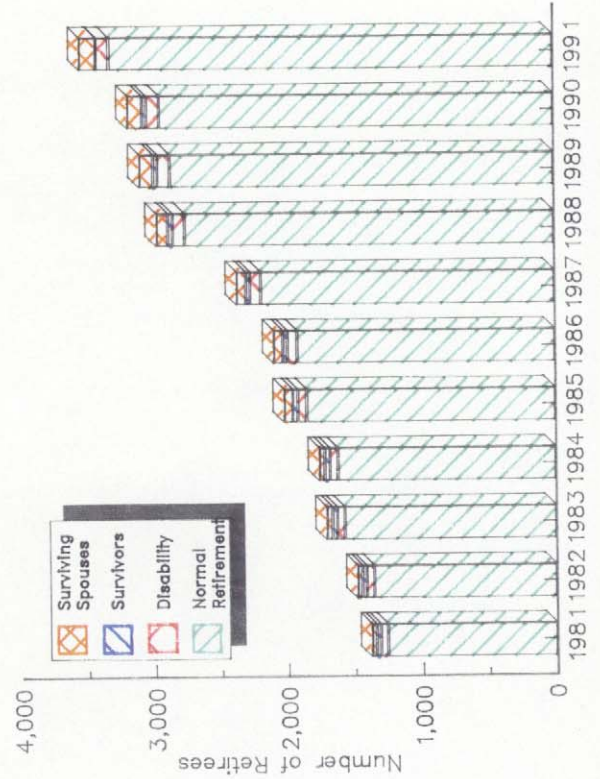 Surviving
Spouses
Survivors
Disability
Normal
Retirement
4,000
3,000
2,000
1,000
0
Number of Retirees
1981 1982 1983 1984 1985 1986 1987 1988 1989 1990 1991